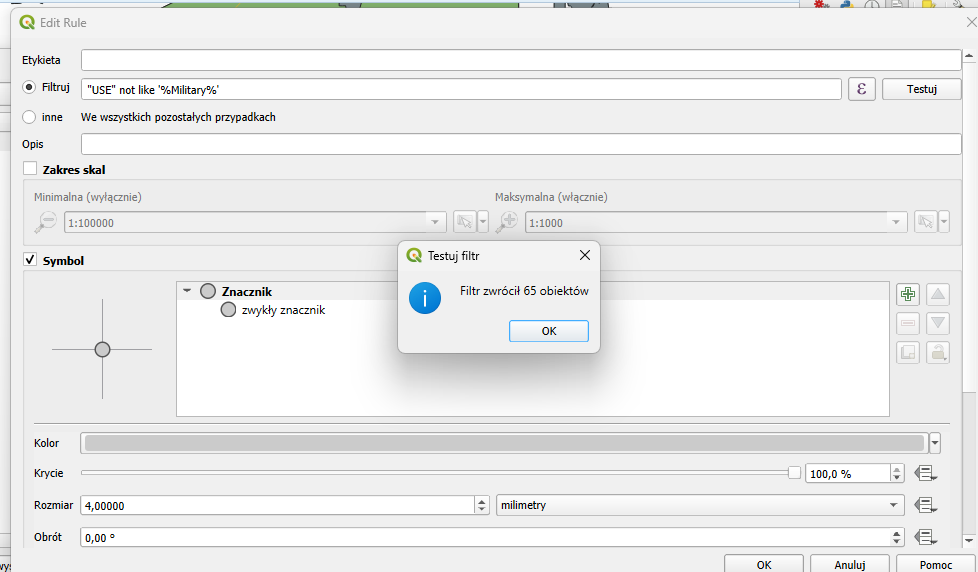 Edit Rule
Etykieta
Filtruj "USE" not like '%Military%' ε Testuj
inne We wszystkich pozostałych przypadkach
Opis
Zakres skal
Minimalna (wyłącznie) Maksymalna (włącznie)
1:100000 1:1000
Symbol
Testuj filtr
Filtr zwrócił 65 obiektów
OK
Znacznik
zwykły znacznik
Kolor
Krycie 100,0 %
Rozmiar 4,00000 milimetry
Obrót 0,00 °
OK Anuluj Pomoc